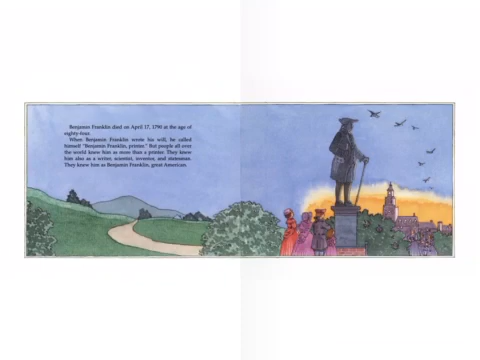 Benjamin Franklin died on April 17, 1790 at the age of
eighty-four.
When Benjamin Franklin wrote his will, he called
himself "Benjamin Franklin, printer." But people all over
the world knew him as more than a printer. They knew
him also as a writer, scientist, inventor, and statesman.
They knew him as Benjamin Franklin, great American.